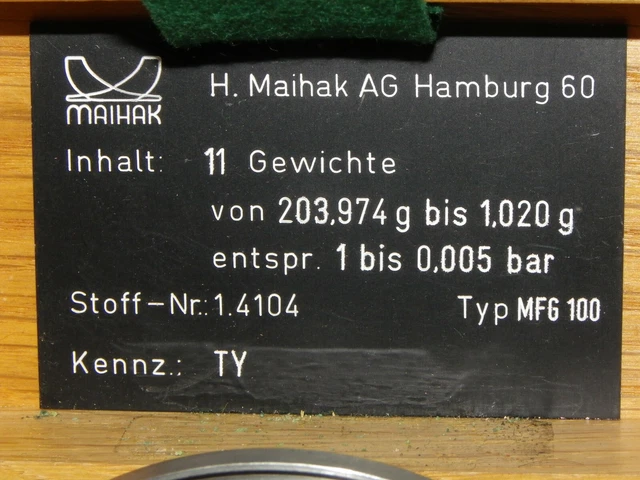 H. Maihak AG Hamburg 60
MAIHAK
Inhalt: 11 Gewichte
von 203,974 g bis 1,020 g
entspr. 1 bis 0,005 bar
Stoff-Nr.: 1.4104 Typ MFG 100
Kennz.: TY